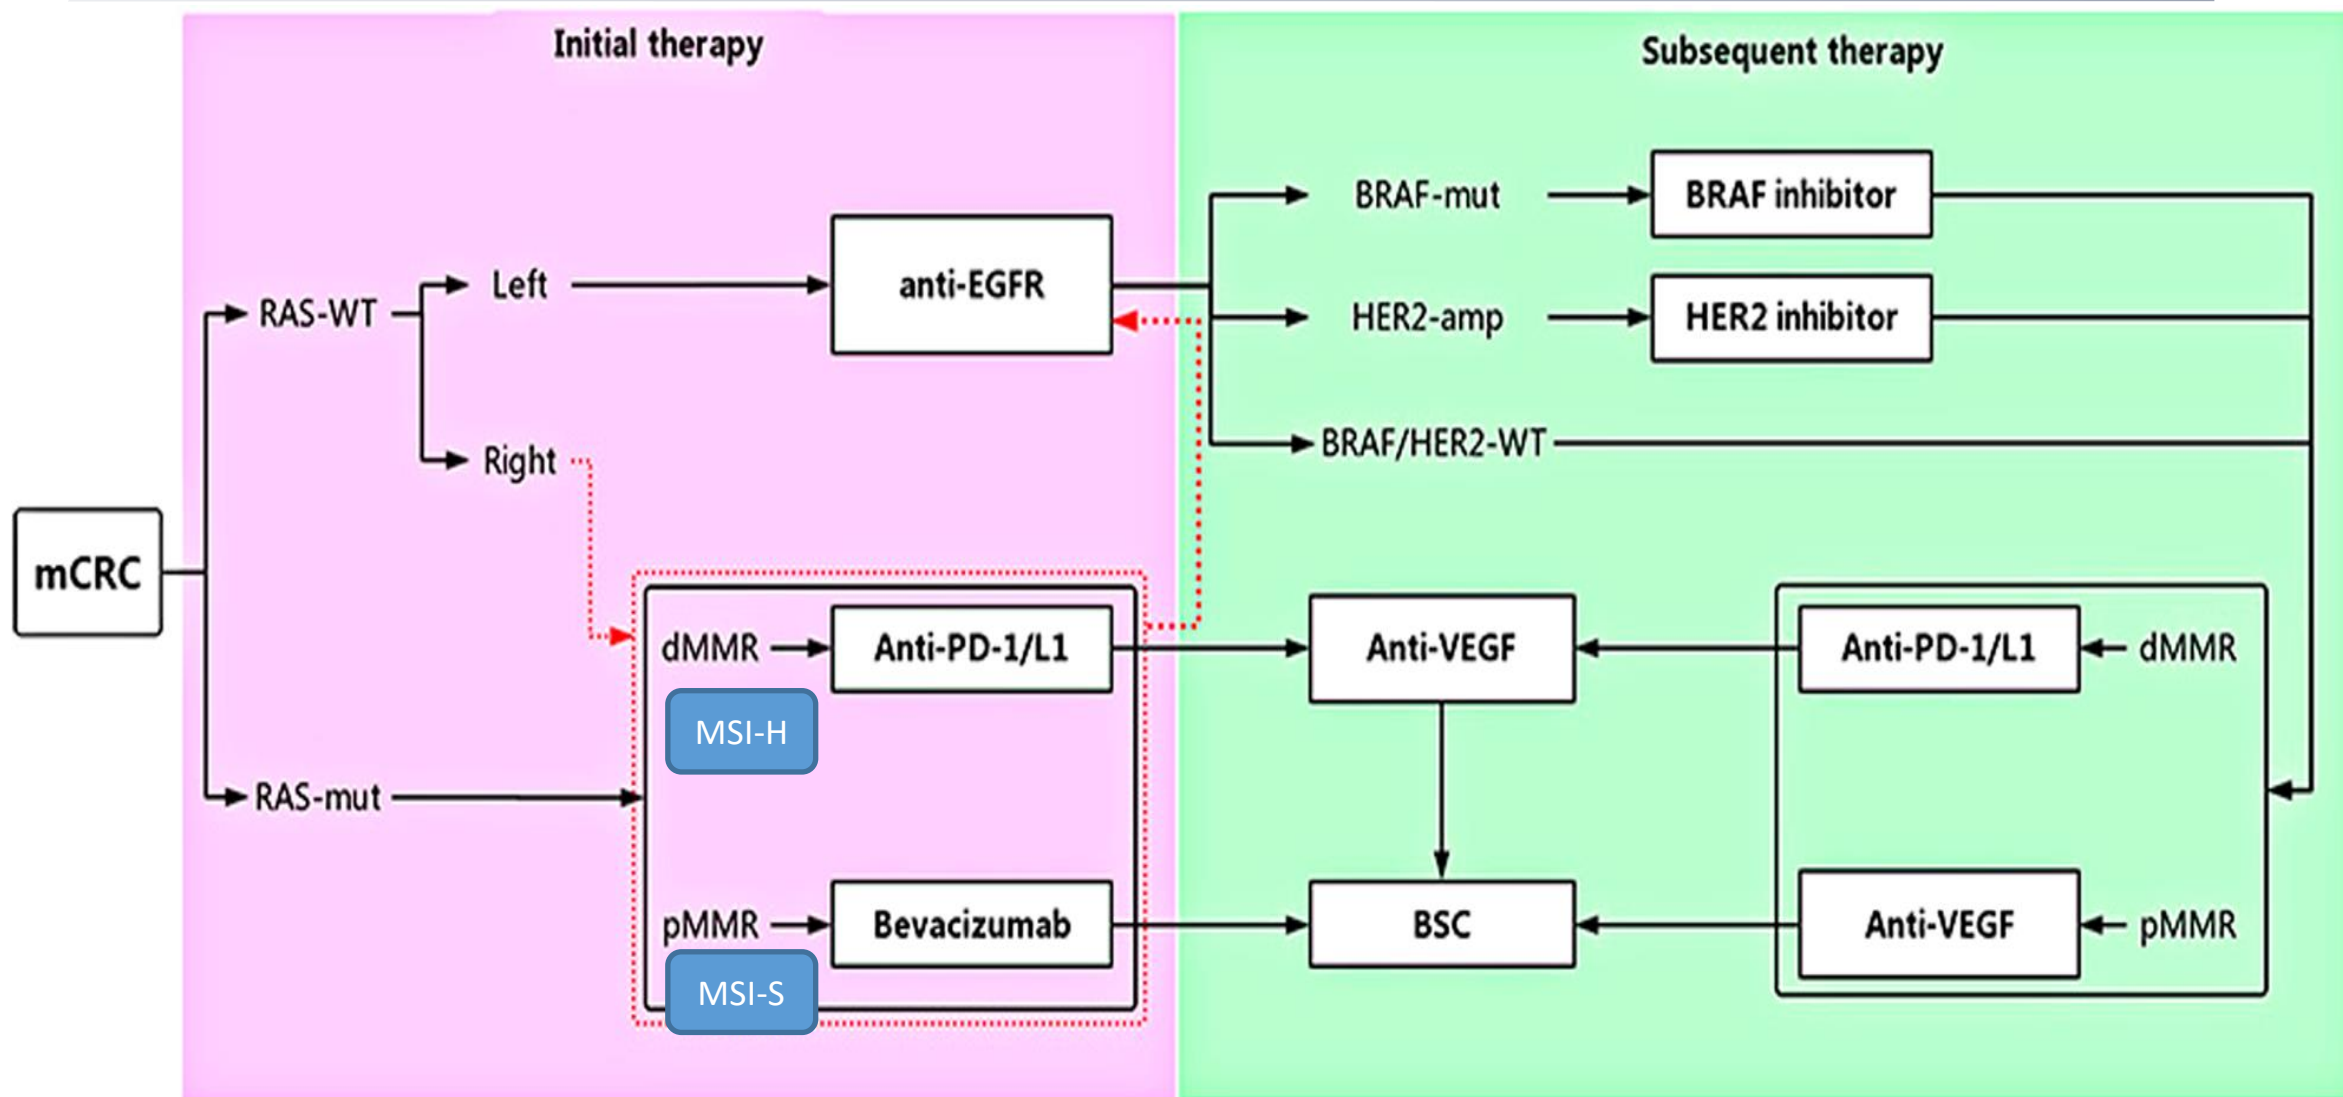 Initial therapy
Subsequent therapy
BRAF-mut
BRAF inhibitor
Left
anti-EGFR
RAS-WT
HER2-amp
HER2 inhibitor
Right
BRAF/HER2-WT
mCRC
dMMR
Anti-PD-1/L1
Anti-VEGF
Anti-PD-1/L1
dMMR
MSI-H
RAS-mut
pMMR
Bevacizumab
BSC
Anti-VEGF
pMMR
MSI-S